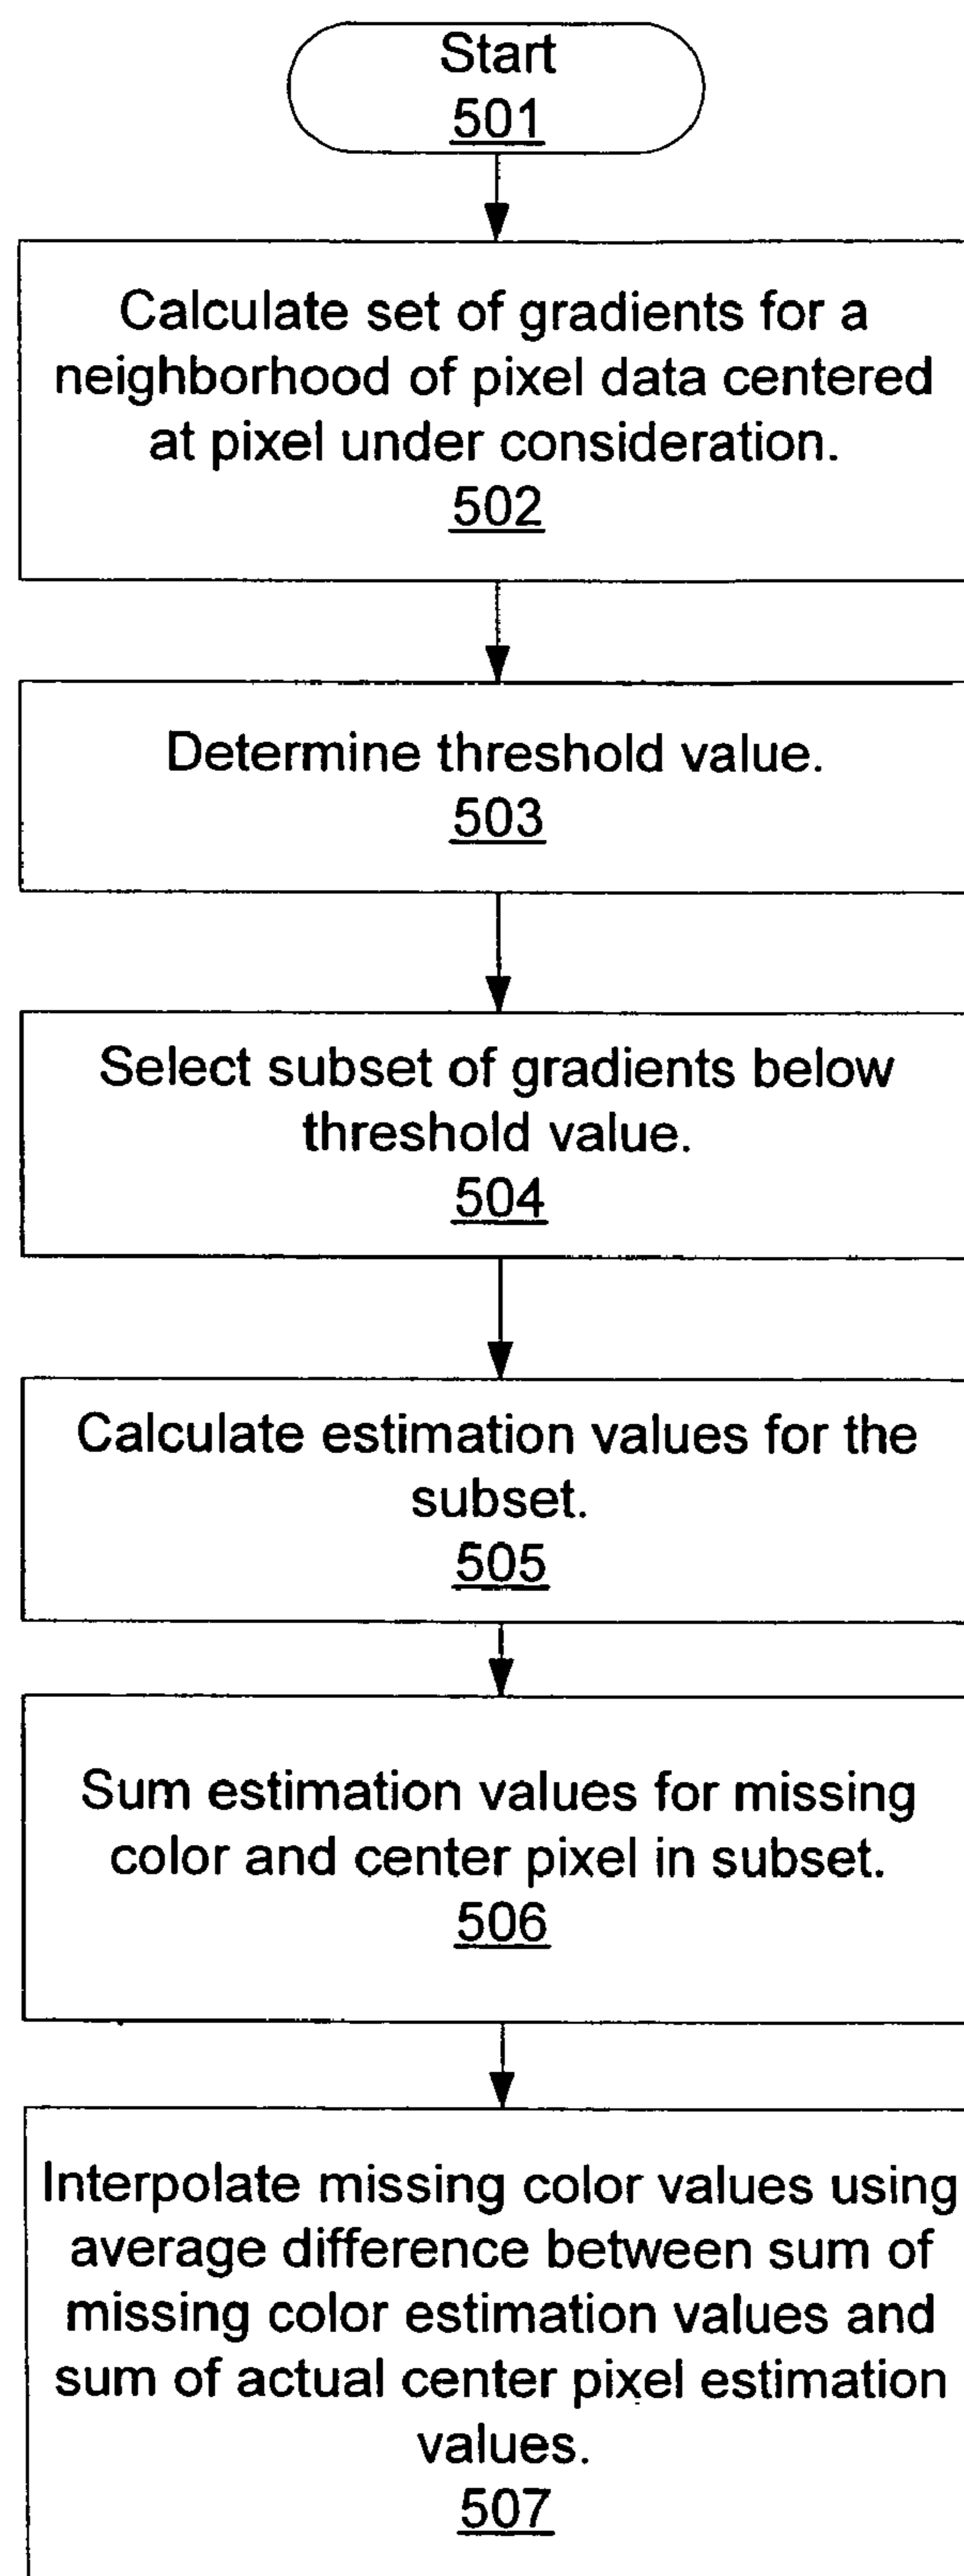 Start
501
Calculate set of gradients for a
neighborhood of pixel data centered
at pixel under consideration.
502
Determine threshold value.
503
Select subset of gradients below
threshold value.
504
Calculate estimation values for the
subset.
505
Sum estimation values for missing
color and center pixel in subset.
506
Interpolate missing color values using
average difference between sum of
missing color estimation values and
sum of actual center pixel estimation
values.
507